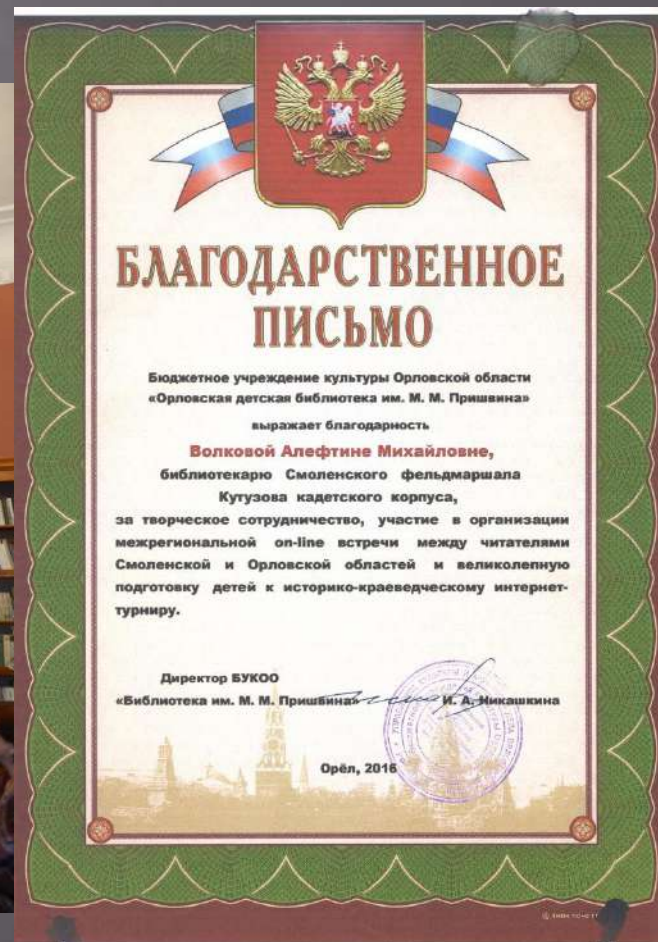 БЛАГОДАРСТВЕННОЕ
ПИСЬМО
Бюджетное учреждение культуры Орловской области
«Орловская детская библиотека им. М. М. Пришвина»
выражает благодарность
Волковой Алефтине Михайловне,
библиотекарю Смоленского фельдмаршала
Кутузова кадетского корпуса,
за творческое сотрудничество, участие в организации
межрегиональной on-line встречи между читателями
Смоленской и Орловской областей и великолепную
подготовку детей к историко-краеведческому интернет-
турниру.
Директор БУКОО
«Библиотека им. М. М. Пришвина» И. А. Никашкина
Орёл, 2016